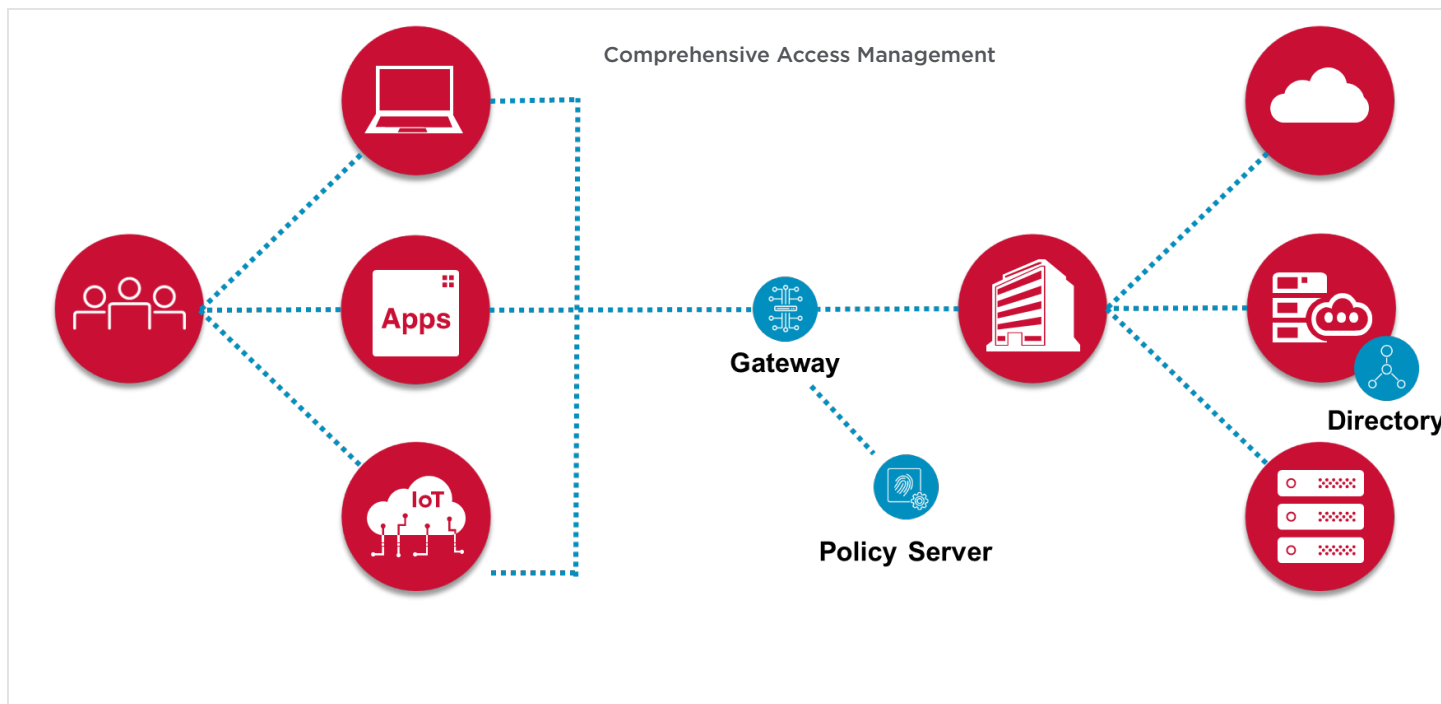 Comprehensive Access Management
Apps
Gateway
Directory
IoT
Policy Server